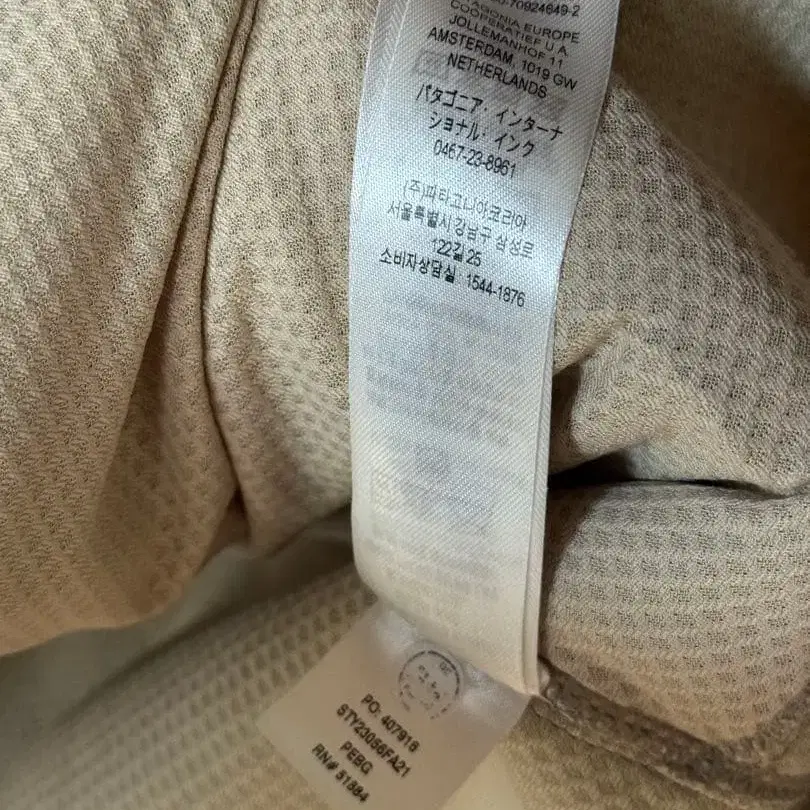 70924649-2
AGONIA EUROPE
COOPERATIEF U.A.
JOLLEMANHOF 11
AMSTERDAM, 1019 GW
NETHERLANDS
パタゴニア・インターナ
ショナル・インク
0467-23-8961
(주)파타고니아코리아
서울특별시 강남구 삼성로
122길 25
소비자상담실 1544-1876
PO: 407918
STY23056FA21
PEBG
RN# 51884